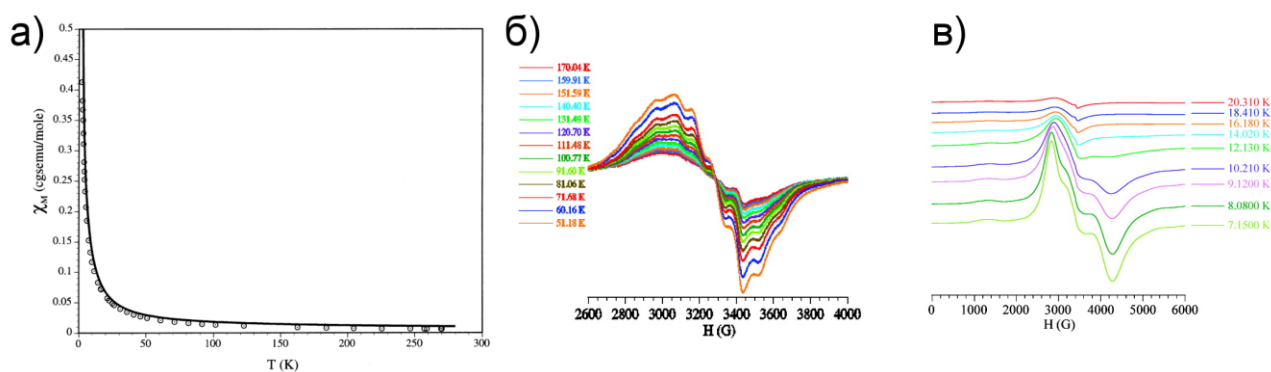 а)
0.5
0.45
0.4
0.35
0.3
0.25
0.2
0.15
0.1
0.05
0
χM (cgsemu/mole)
0 50 100 150 200 250 300
T (K)
б)
170.04 K
159.91 K
151.59 K
140.40 K
131.49 K
120.70 K
111.48 K
100.77 K
91.60 K
81.06 K
71.68 K
60.16 K
51.18 K
2600 2800 3000 3200 3400 3600 3800 4000
H (G)
в)
20.310 K
18.410 K
16.180 K
14.020 K
12.130 K
10.210 K
9.1200 K
8.0800 K
7.1500 K
0 1000 2000 3000 4000 5000 6000
H (G)